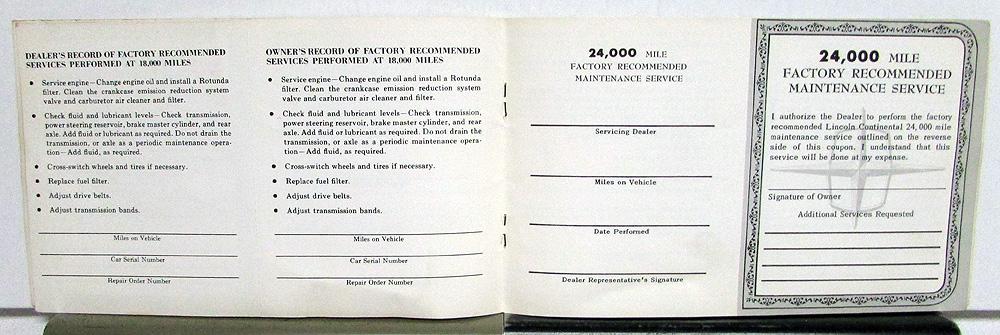 DEALER'S RECORD OF FACTORY RECOMMENDED
SERVICES PERFORMED AT 18,000 MILES
• Service engine—Change engine oil and install a Rotunda
filter. Clean the crankcase emission reduction system
valve and carburetor air cleaner and filter.
• Check fluid and lubricant levels—Check transmission,
power steering reservoir, brake master cylinder, and rear
axle. Add fluid or lubricant as required. Do not drain the
transmission, or axle as a periodic maintenance opera-
tion—Add fluid, as required.
• Cross-switch wheels and tires if necessary.
• Replace fuel filter.
• Adjust drive belts.
• Adjust transmission bands.
Miles on Vehicle
Car Serial Number
Repair Order Number
OWNER'S RECORD OF FACTORY RECOMMENDED
SERVICES PERFORMED AT 18,000 MILES
• Service engine—Change engine oil and install a Rotunda
filter. Clean the crankcase emission reduction system
valve and carburetor air cleaner and filter.
• Check fluid and lubricant levels—Check transmission,
power steering reservoir, brake master cylinder, and rear
axle. Add fluid or lubricant as required. Do not drain the
transmission, or axle as a periodic maintenance opera-
tion—Add fluid, as required.
• Cross-switch wheels and tires if necessary.
• Replace fuel filter.
• Adjust drive belts.
• Adjust transmission bands.
Miles on Vehicle
Car Serial Number
Repair Order Number
24,000 MILE
FACTORY RECOMMENDED
MAINTENANCE SERVICE
Servicing Dealer
Miles on Vehicle
Date Performed
Dealer Representative's Signature
24,000 MILE
FACTORY RECOMMENDED
MAINTENANCE SERVICE
I authorize the Dealer to perform the factory
recommended Lincoln Continental 24,000 mile
maintenance service outlined on the reverse
side of this coupon. I understand that this
service will be done at my expense.
Signature of Owner
Additional Services Requested